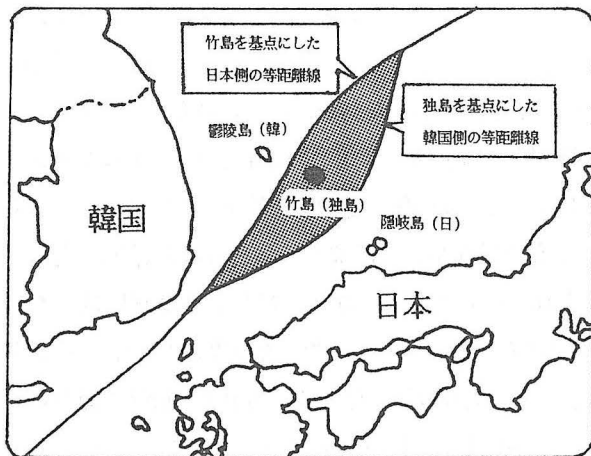 竹島を基点にした
日本側の等距離線
独島を基点にした
韓国側の等距離線
鬱陵島（韓）
竹島（独島）
隠岐島（日）
韓国
日本